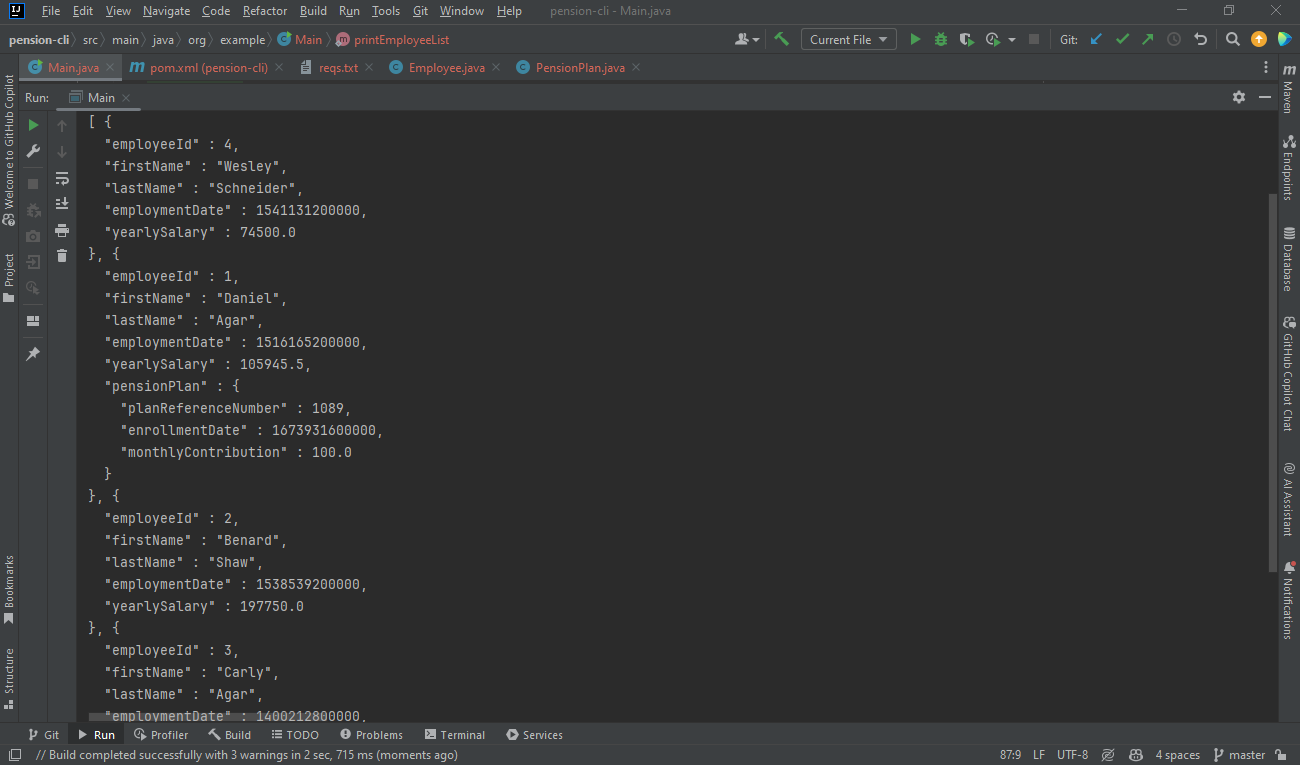 File Edit View Navigate Code Refactor Build Run Tools Git Window Help pension-cli - Main.java
pension-cli src main java org example Main printEmployeeList Current File Git:
Main.java pom.xml (pension-cli) reqs.txt Employee.java PensionPlan.java
Run: Main
[ {
"employeeId" : 4,
"firstName" : "Wesley",
"lastName" : "Schneider",
"employmentDate" : 1541131200000,
"yearlySalary" : 74500.0
}, {
"employeeId" : 1,
"firstName" : "Daniel",
"lastName" : "Agar",
"employmentDate" : 1516165200000,
"yearlySalary" : 105945.5,
"pensionPlan" : {
"planReferenceNumber" : 1089,
"enrollmentDate" : 1673931600000,
"monthlyContribution" : 100.0
}
}, {
"employeeId" : 2,
"firstName" : "Benard",
"lastName" : "Shaw",
"employmentDate" : 1538539200000,
"yearlySalary" : 197750.0
}, {
"employeeId" : 3,
"firstName" : "Carly",
"lastName" : "Agar",
"employmentDate" : 1400212800000,
Welcome to GitHub Copilot
Project
Bookmarks
Structure
Maven
Endpoints
Database
GitHub Copilot Chat
AI Assistant
Notifications
Git Run Profiler Build TODO Problems Terminal Services
// Build completed successfully with 3 warnings in 2 sec, 715 ms (moments ago) 87:9 LF UTF-8 4 spaces master